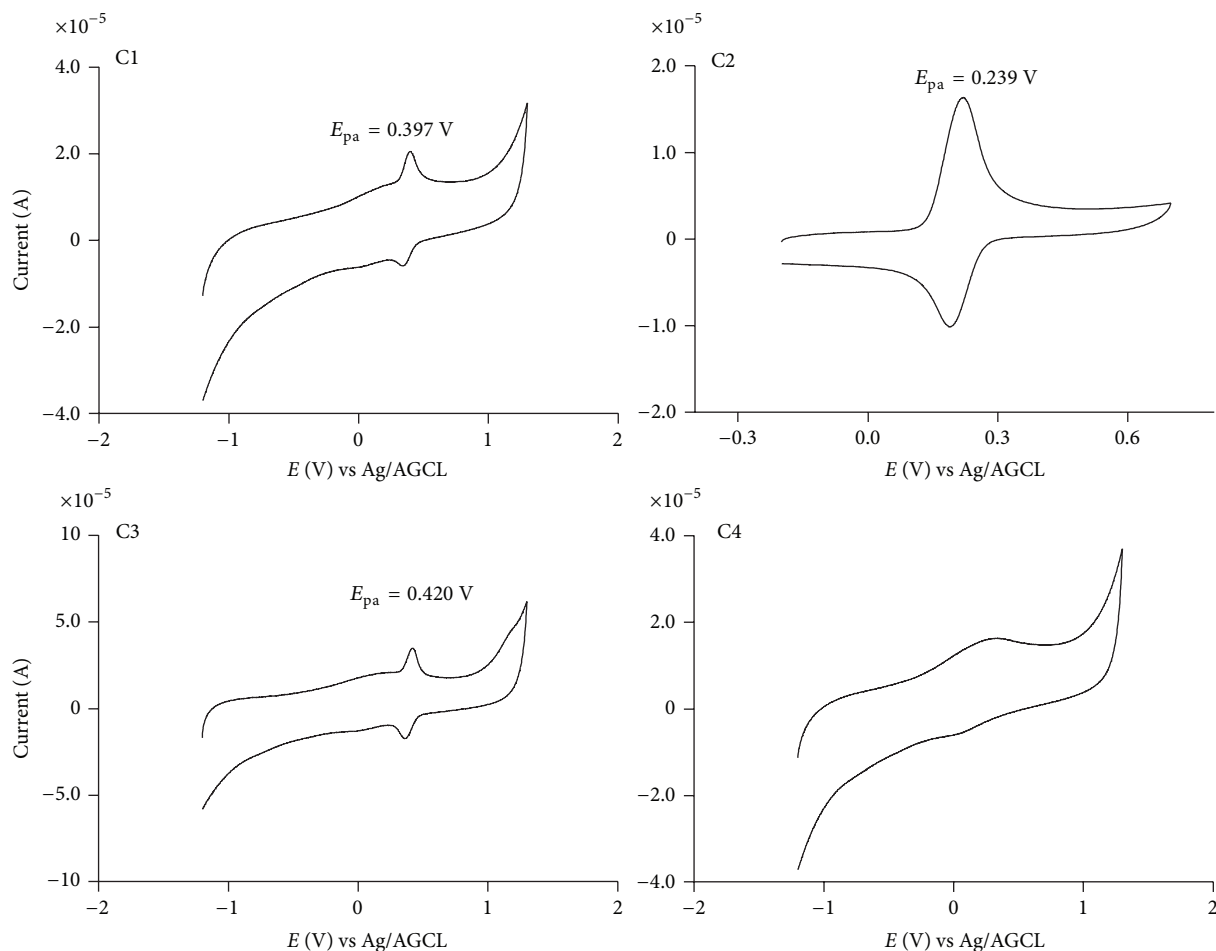 ×10⁻⁵
C1
4.0
2.0
0
−2.0
−4.0
Current (A)
E_pa = 0.397 V
−2 −1 0 1 2
E (V) vs Ag/AGCL
×10⁻⁵
C2
2.0
1.0
0
−1.0
−2.0
E_pa = 0.239 V
−0.3 0.0 0.3 0.6
E (V) vs Ag/AGCL
×10⁻⁵
C3
10
5.0
0
−5.0
−10
Current (A)
E_pa = 0.420 V
−2 −1 0 1 2
E (V) vs Ag/AGCL
×10⁻⁵
C4
4.0
2.0
0
−2.0
−4.0
−2 −1 0 1 2
E (V) vs Ag/AGCL